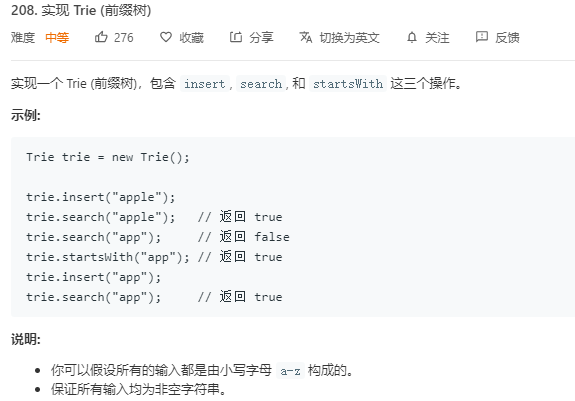 208. 实现 Trie (前缀树)
难度 中等 276 收藏 分享 切换为英文 关注 反馈
实现一个 Trie (前缀树)，包含 insert, search, 和 startsWith 这三个操作。
示例:
Trie trie = new Trie();
trie.insert("apple");
trie.search("apple");   // 返回 true
trie.search("app");     // 返回 false
trie.startsWith("app"); // 返回 true
trie.insert("app");
trie.search("app");     // 返回 true
说明:
• 你可以假设所有的输入都是由小写字母 a-z 构成的。
• 保证所有输入均为非空字符串。